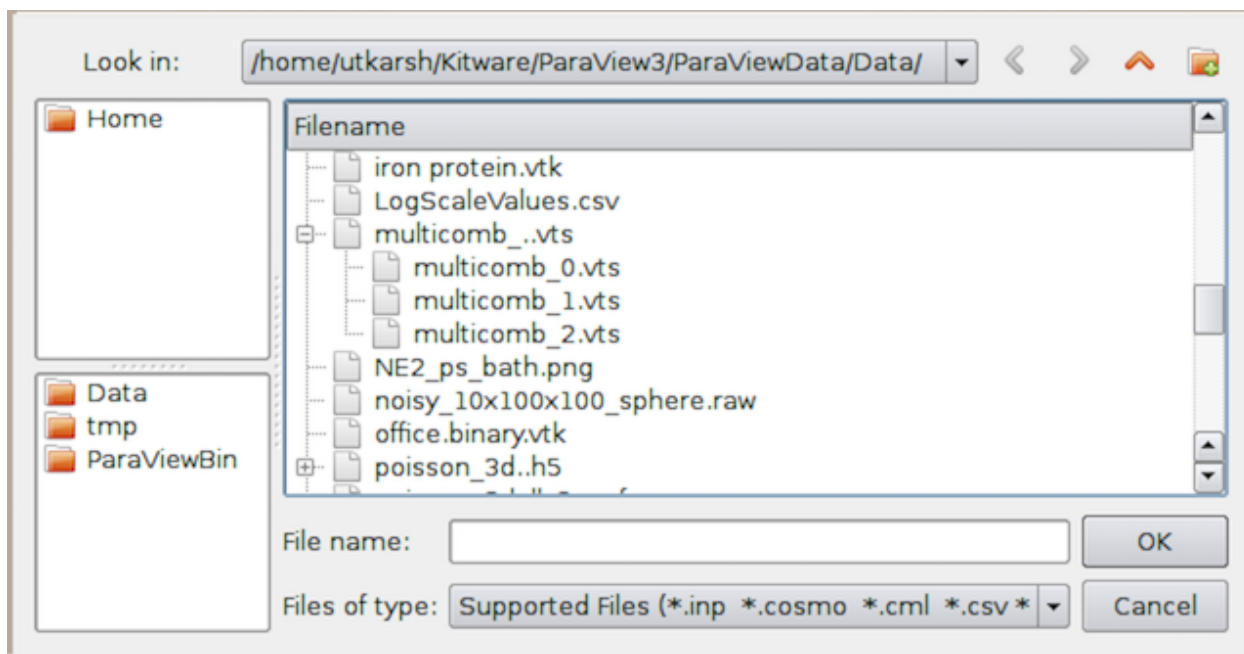 Look in: /home/utkarsh/Kitware/ParaView3/ParaViewData/Data/
Home
Data
tmp
ParaViewBin
Filename
iron protein.vtk
LogScaleValues.csv
multicomb_..vts
multicomb_0.vts
multicomb_1.vts
multicomb_2.vts
NE2_ps_bath.png
noisy_10x100x100_sphere.raw
office.binary.vtk
poisson_3d..h5
File name: OK
Files of type: Supported Files (*.inp *.cosmo *.cml *.csv * Cancel